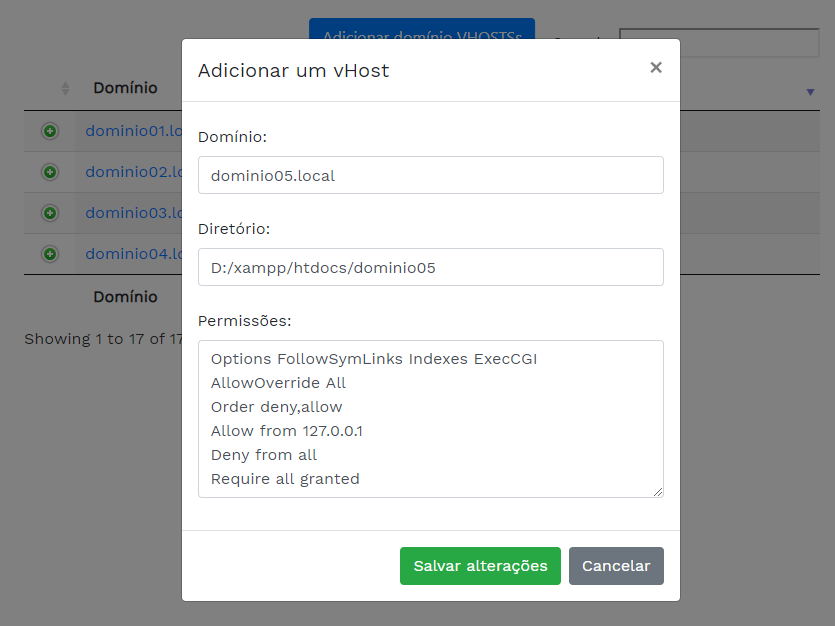 Adicionar domínio VHOSTSs
Adicionar um vHost
×
Domínio
Domínio:
dominio01.lo
dominio05.local
dominio02.lo
dominio03.lo
Diretório:
dominio04.lo
D:/xampp/htdocs/dominio05
Domínio
Permissões:
Showing 1 to 17 of 17
Options FollowSymLinks Indexes ExecCGI
AllowOverride All
Order deny,allow
Allow from 127.0.0.1
Deny from all
Require all granted
Salvar alterações
Cancelar